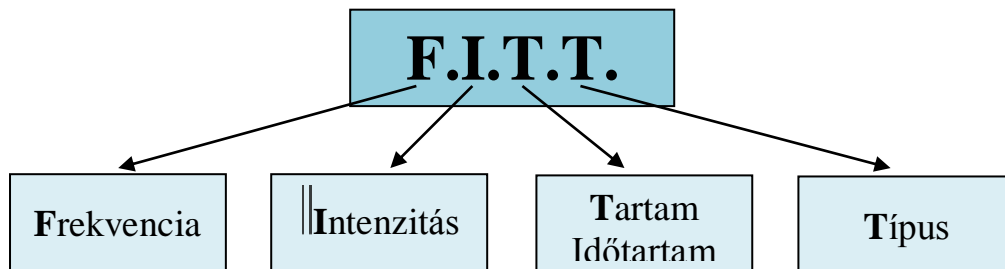 F.I.T.T.
Frekvencia
Intenzitás
Tartam
Időtartam
Típus